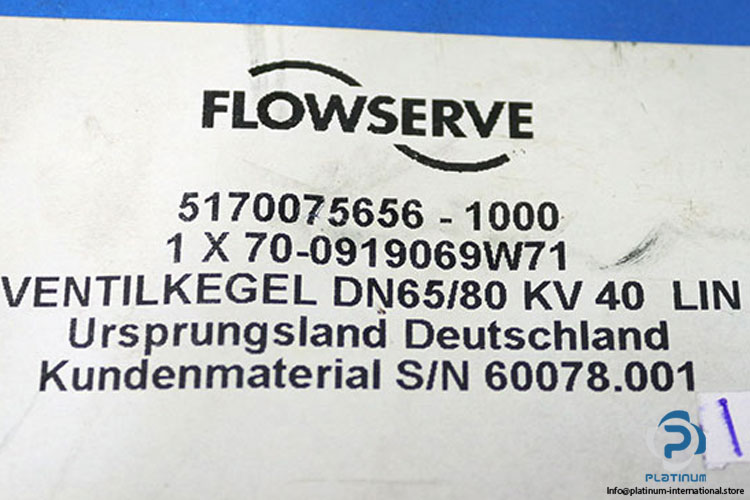 FLOWSERVE
5170075656 - 1000
1 X 70-0919069W71
VENTILKEGEL DN65/80 KV 40 LIN
Ursprungsland Deutschland
Kundenmaterial S/N 60078.001
PLATINUM
Info@platinum-international.store